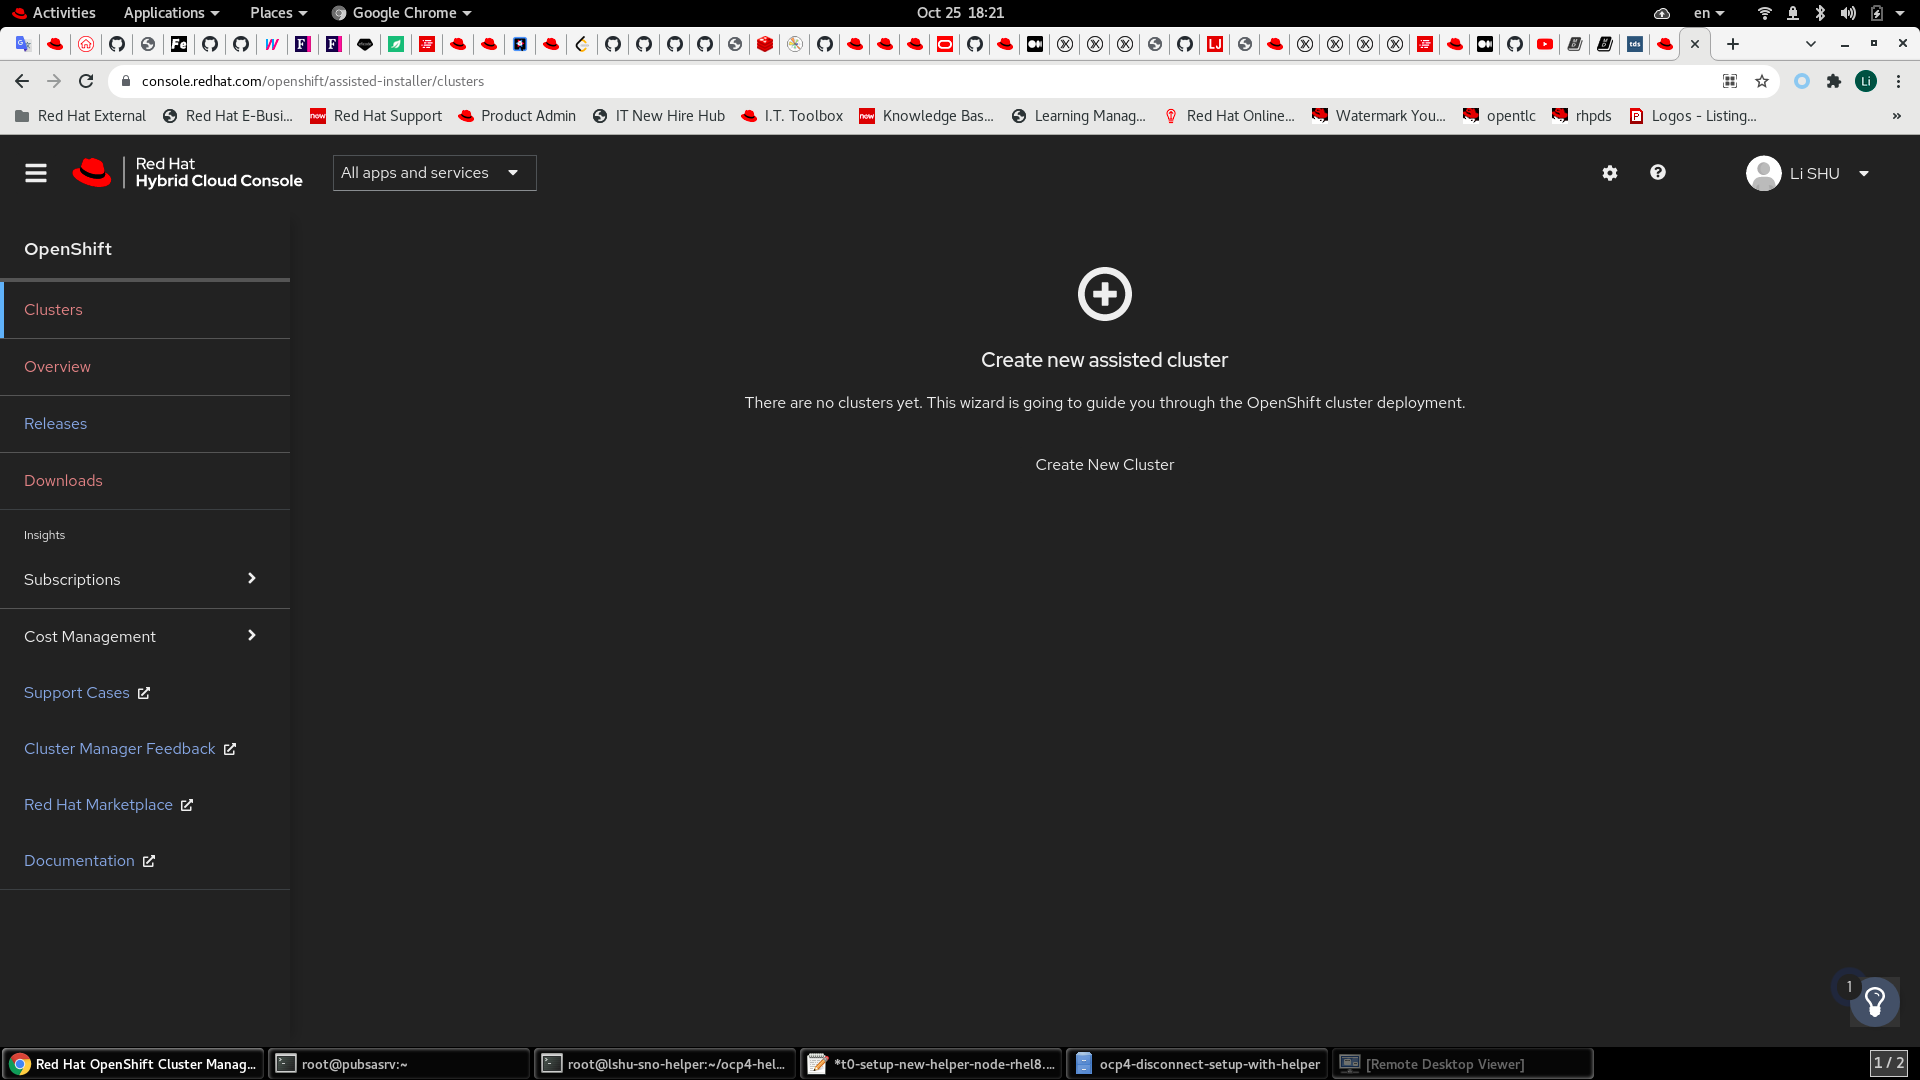 Activities Applications Places Google Chrome Oct 25 18:21 en
Fe W F F LJ tds
console.redhat.com/openshift/assisted-installer/clusters Li
Red Hat External Red Hat E-Busi... now Red Hat Support Product Admin IT New Hire Hub I.T. Toolbox now Knowledge Bas... Learning Manag... Red Hat Online... Watermark You... opentlc rhpds Logos - Listing... »
Red Hat
Hybrid Cloud Console
All apps and services
Li SHU
OpenShift
Clusters
Overview
Releases
Downloads
Insights
Subscriptions
Cost Management
Support Cases
Cluster Manager Feedback
Red Hat Marketplace
Documentation
Create new assisted cluster
There are no clusters yet. This wizard is going to guide you through the OpenShift cluster deployment.
Create New Cluster
1
Red Hat OpenShift Cluster Manag... root@pubsasrv:~ root@lshu-sno-helper:~/ocp4-hel... *t0-setup-new-helper-node-rhel8.... ocp4-disconnect-setup-with-helper [Remote Desktop Viewer] 1 / 2